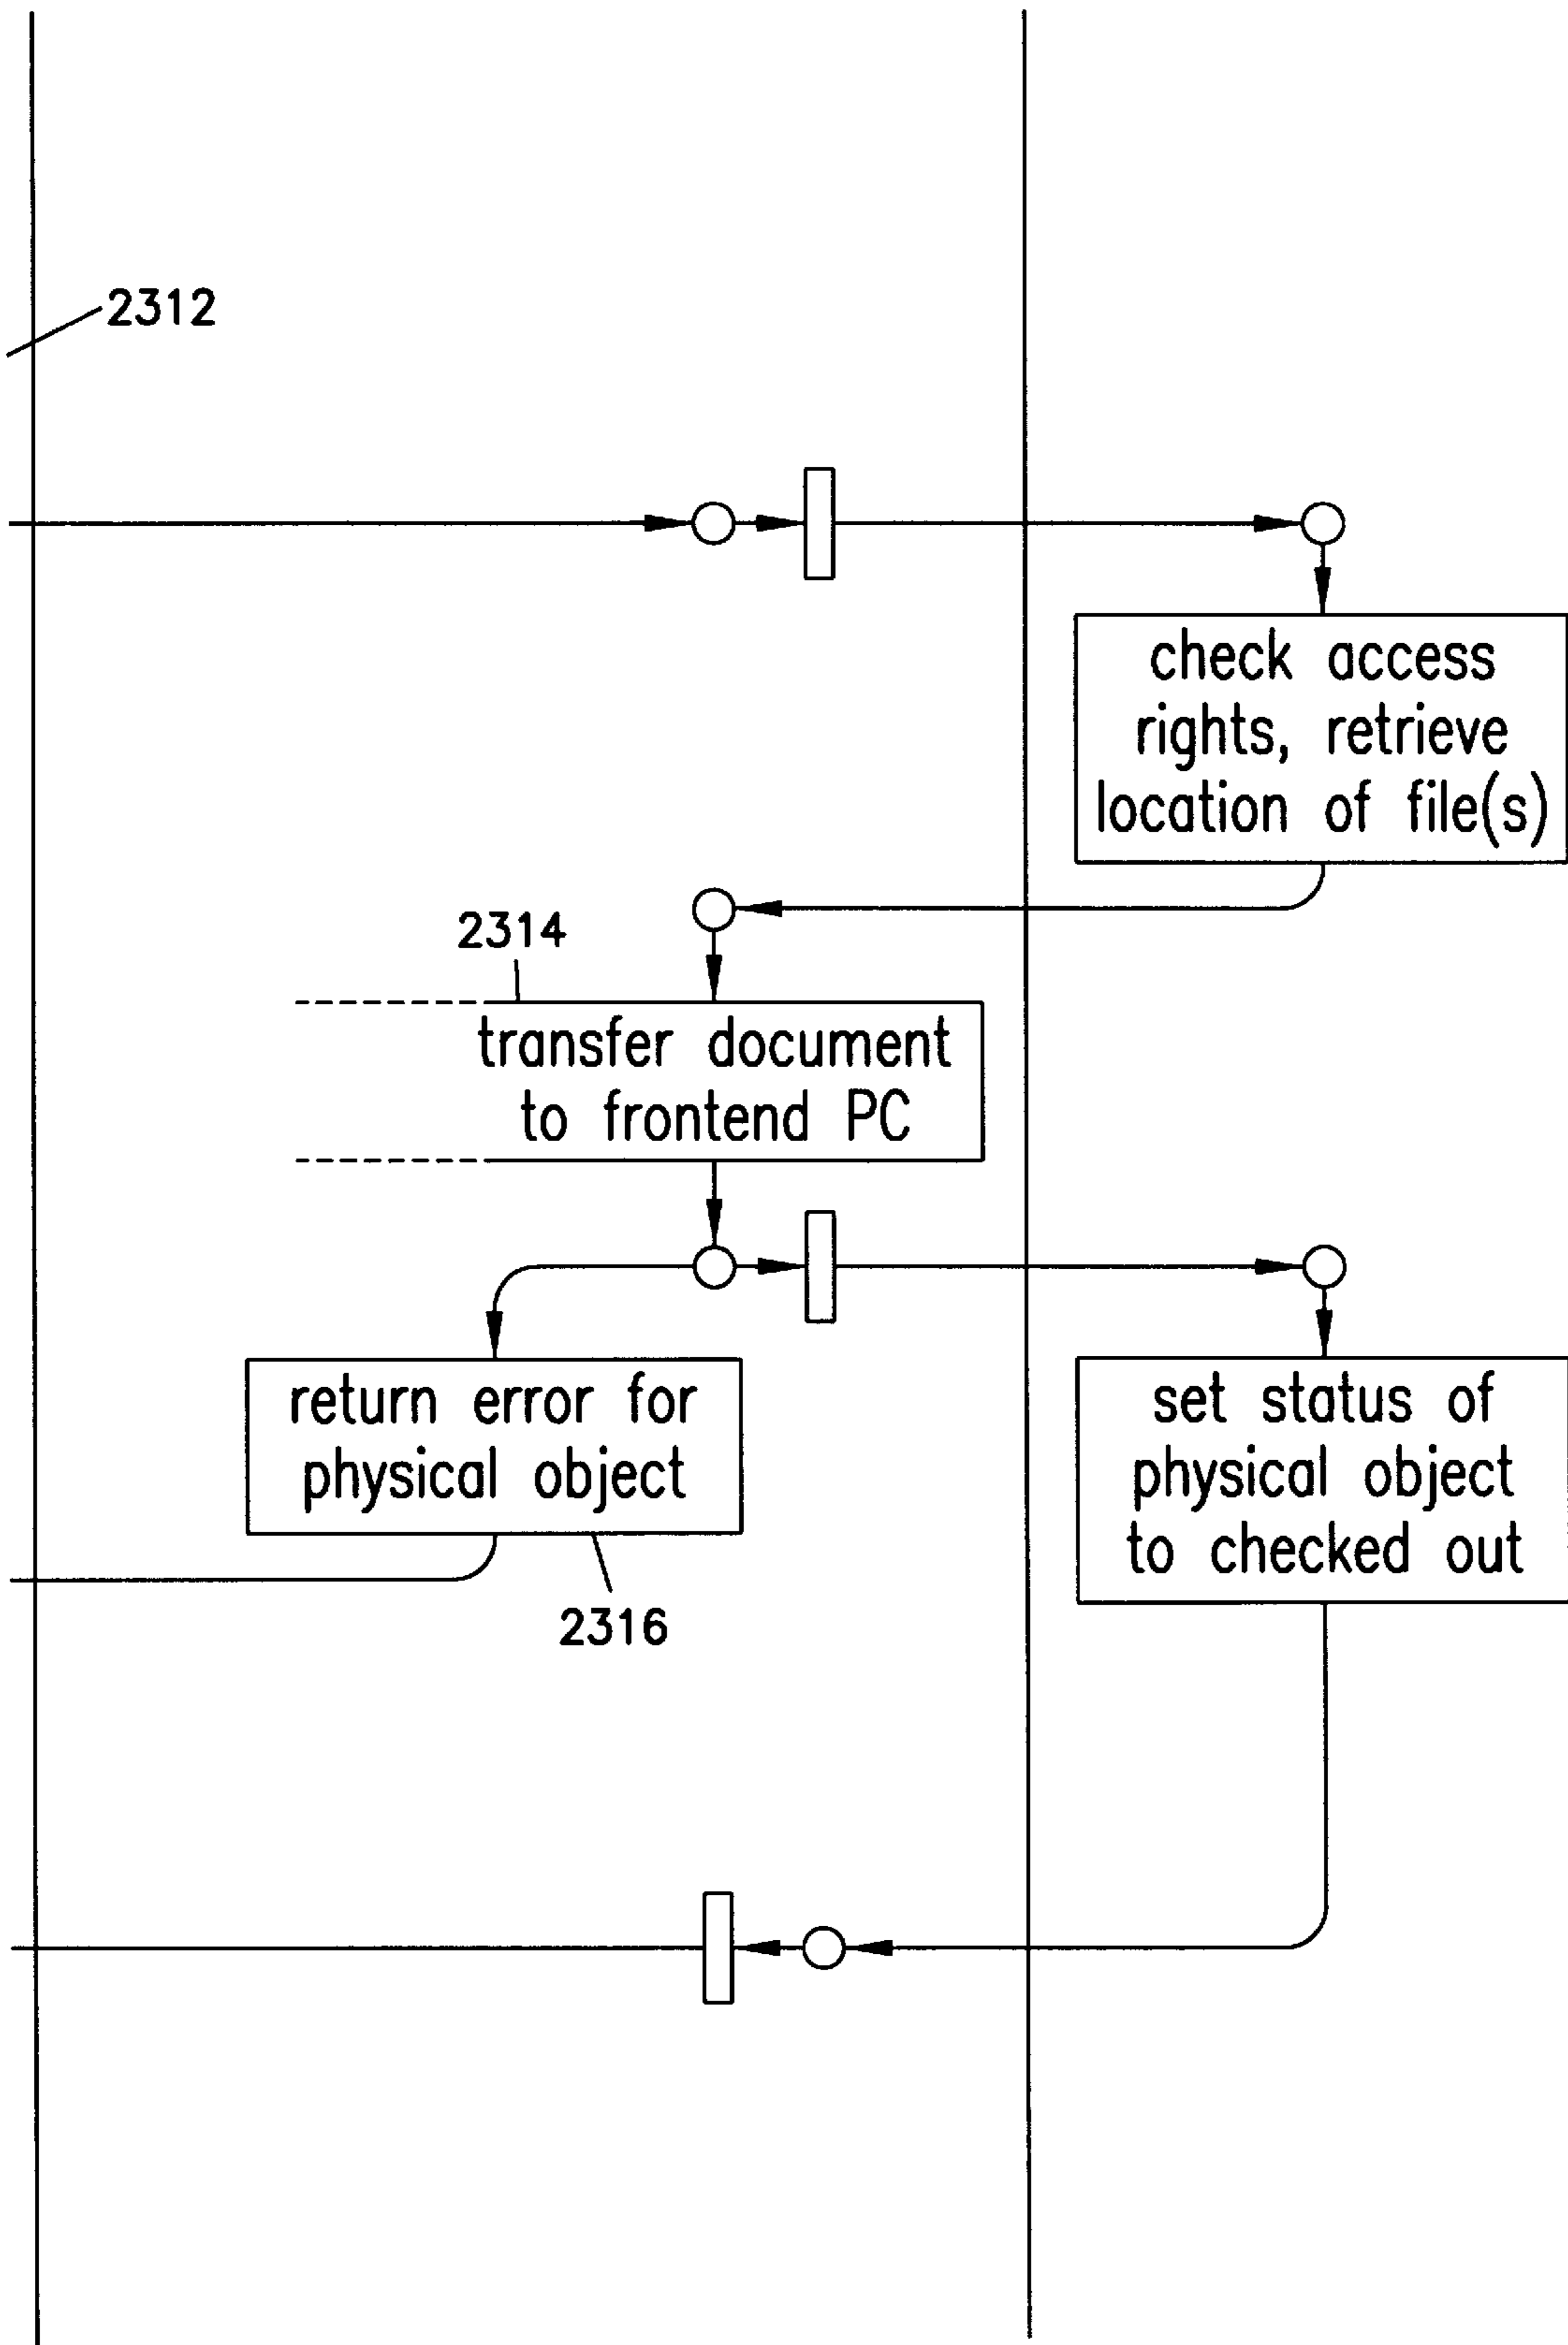 2312
check access
rights, retrieve
location of file(s)
2314
transfer document
to frontend PC
return error for
physical object
2316
set status of
physical object
to checked out